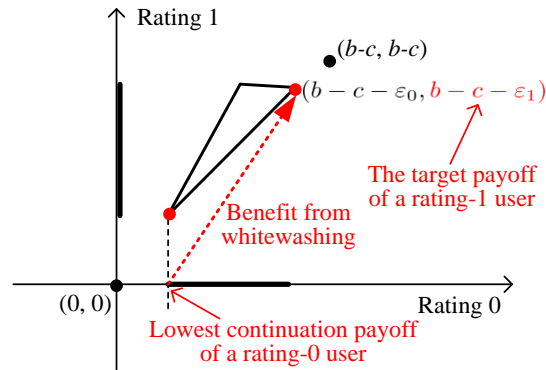 Rating 1
(b-c, b-c)
(b − c − ε₀, b − c − ε₁)
The target payoff
of a rating-1 user
Benefit from
whitewashing
(0, 0)
Rating 0
Lowest continuation payoff
of a rating-0 user